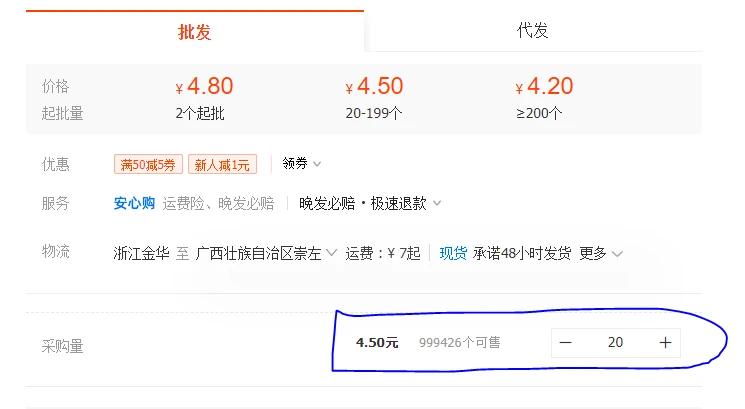 批发 代发
价格 ¥ 4.80 ¥ 4.50 ¥ 4.20
起批量 2个起批 20-199个 ≥200个
优惠 满50减5券 新人减1元 领券
服务 安心购 运费险、晚发必赔 晚发必赔·极速退款
物流 浙江金华 至 广西壮族自治区崇左 运费：¥ 7起 现货 承诺48小时发货 更多
采购量 4.50元 999426个可售 － 20 ＋